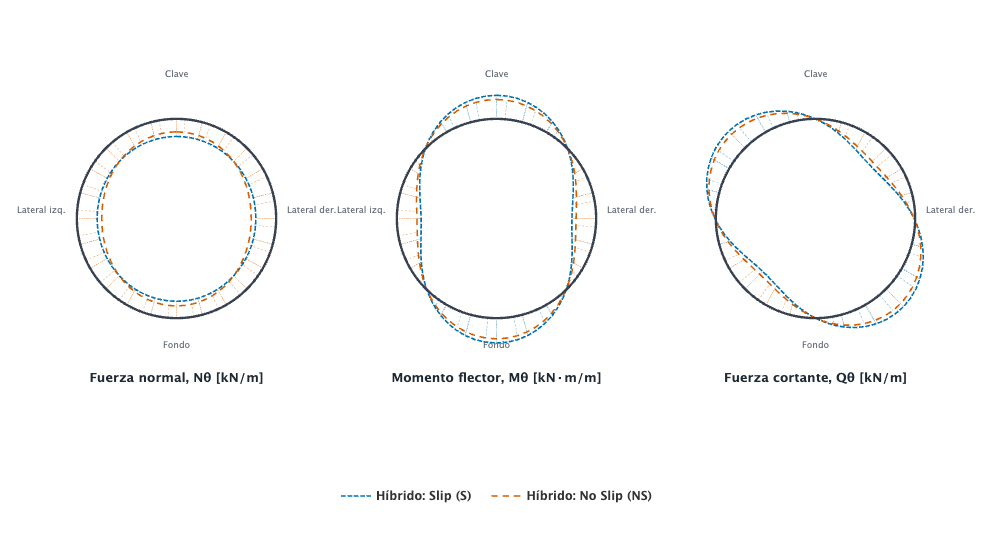 Clave
Clave
Clave
Lateral izq.
Lateral der.
Lateral izq.
Lateral der.
Lateral der.
Fondo
Fondo
Fondo
Fuerza normal, Nθ [kN/m]
Momento flector, Mθ [kN·m/m]
Fuerza cortante, Qθ [kN/m]
Híbrido: Slip (S)
Híbrido: No Slip (NS)